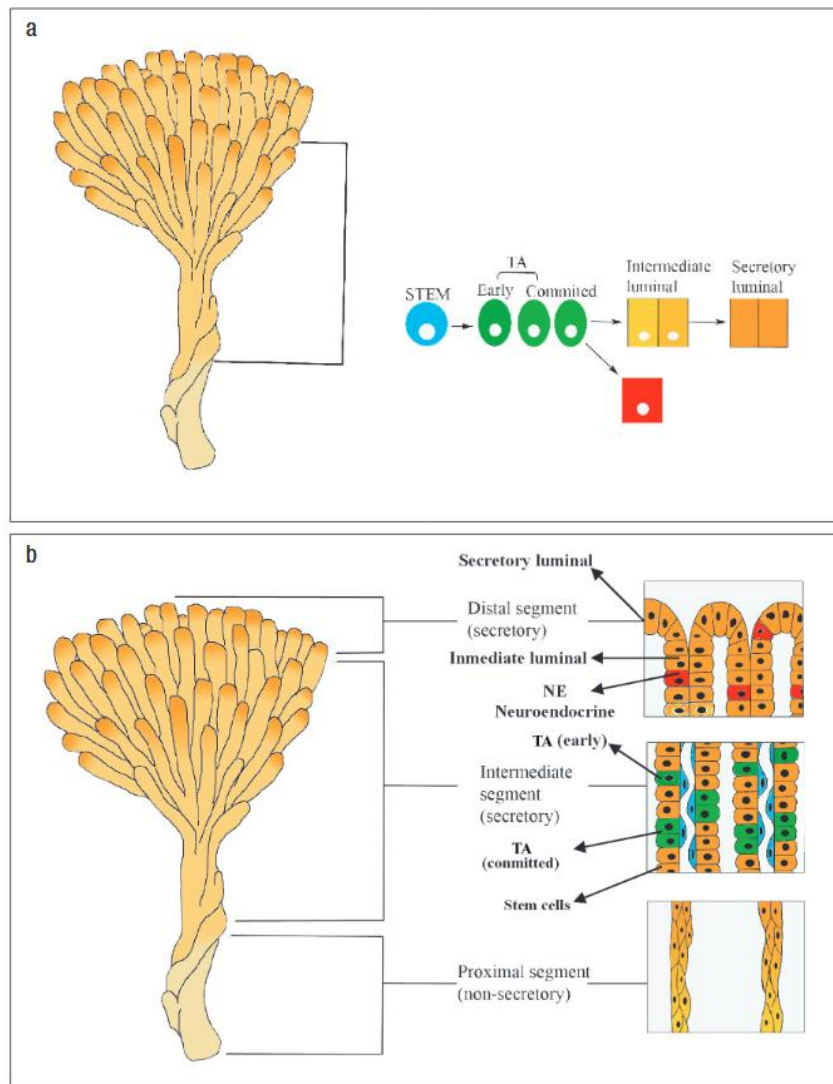 a
TA
STEM
Early
Commited
Intermediate
luminal
Secretory
luminal
b
Secretory luminal
Distal segment
(secretory)
Inmediate luminal
NE
Neuroendocrine
TA (early)
Intermediate
segment
(secretory)
TA
(conmitted)
Stem cells
Proximal segment
(non-secretory)